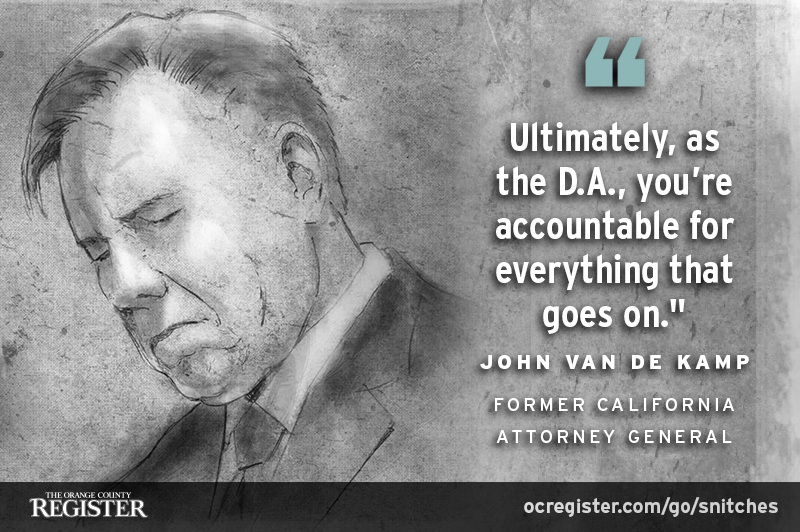 “
Ultimately, as
the D.A., you’re
accountable for
everything that
goes on."
JOHN VAN DE KAMP
FORMER CALIFORNIA
ATTORNEY GENERAL
THE ORANGE COUNTY
REGISTER
ocregister.com/go/snitches